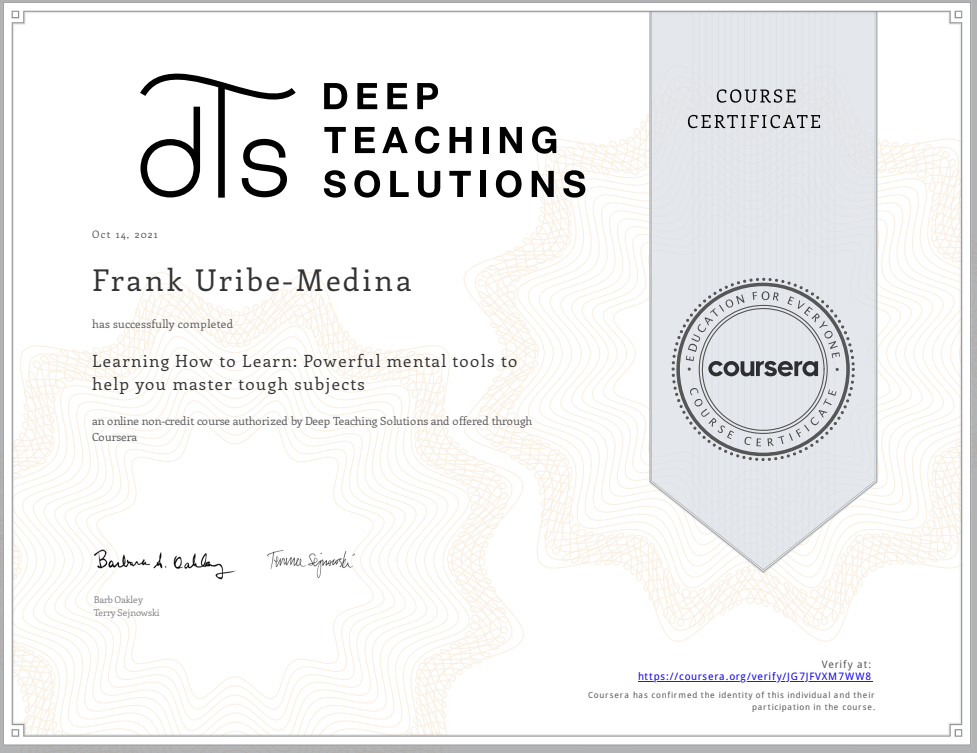 dTs
DEEP
TEACHING
SOLUTIONS
COURSE
CERTIFICATE
Oct 14, 2021
Frank Uribe-Medina
has successfully completed
Learning How to Learn: Powerful mental tools to
help you master tough subjects
an online non-credit course authorized by Deep Teaching Solutions and offered through
Coursera
EDUCATION FOR EVERYONE
coursera
COURSE CERTIFICATE
Barbara A. Oakley
Terrence Sejnowski
Barb Oakley
Terry Sejnowski
Verify at:
https://coursera.org/verify/JG7JFVXM7WW8
Coursera has confirmed the identity of this individual and their
participation in the course.